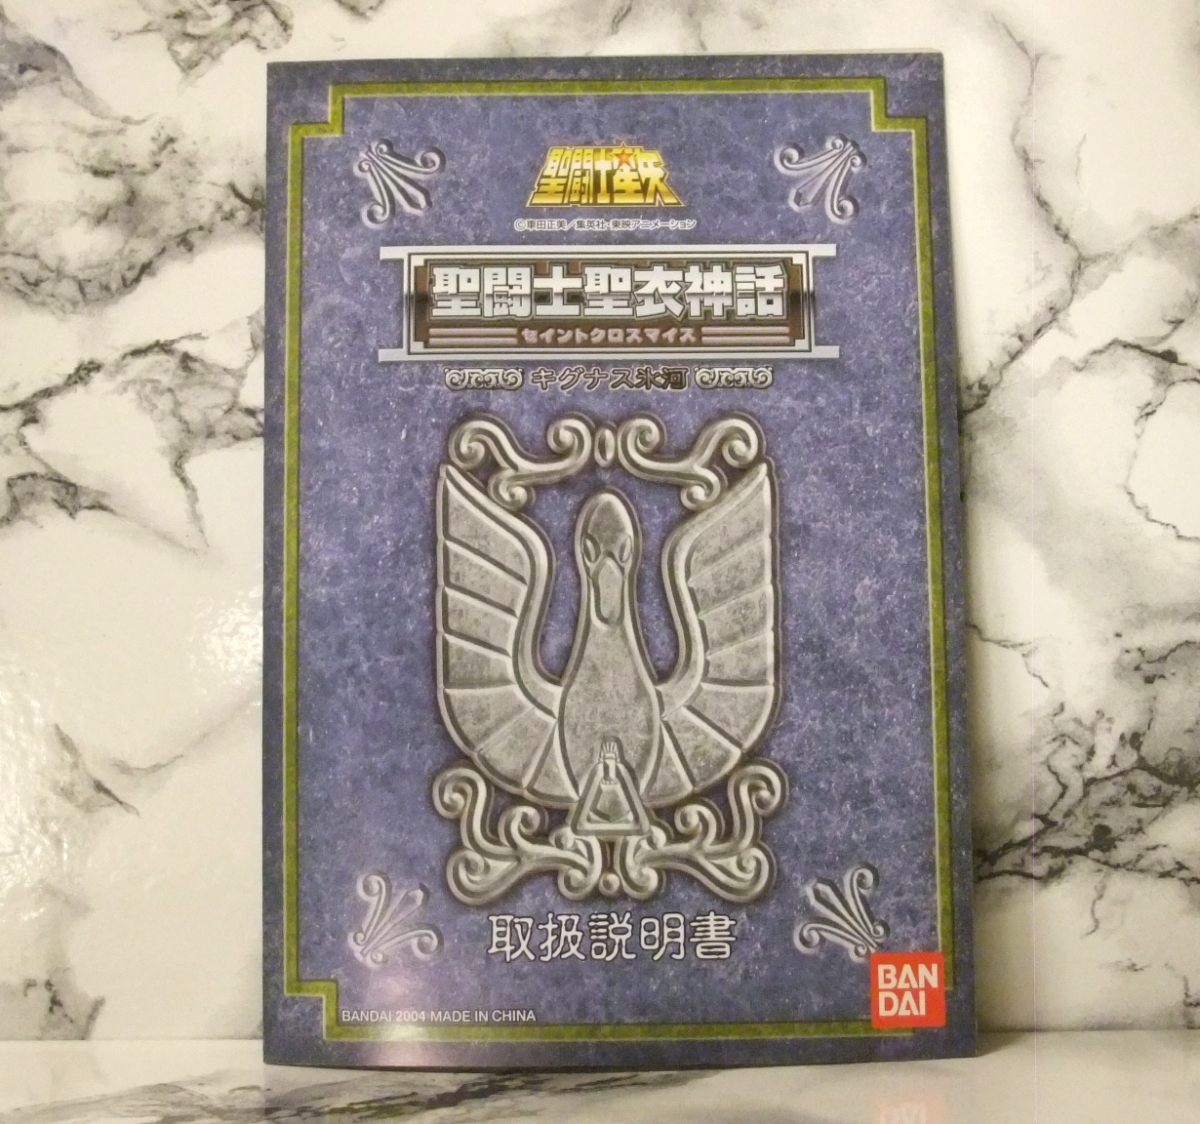 聖闘士星矢
©車田正美/集英社・東映アニメーション
聖闘士聖衣神話
セイントクロスマイス
キグナス氷河
取扱説明書
BAN
DAI
BANDAI 2004 MADE IN CHINA